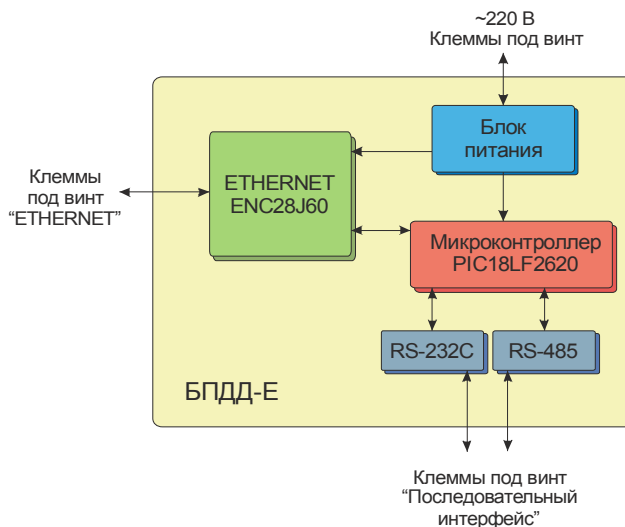 ~220 В
Клеммы под винт
Блок
питания
Клеммы
под винт
“ETHERNET”
ETHERNET
ENC28J60
Микроконтроллер
PIC18LF2620
RS-232C
RS-485
БПДД-Е
Клеммы под винт
“Последовательный
интерфейс”